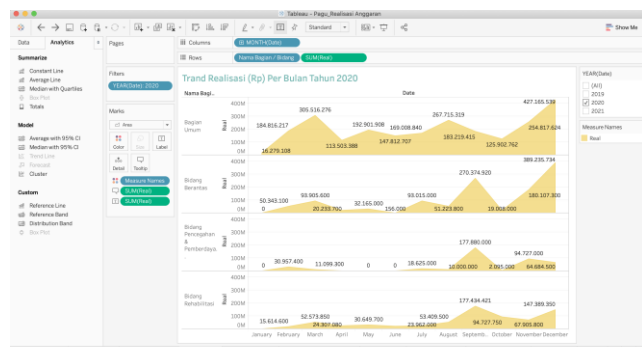 Tableau - Pagu_Realisasi Anggaran
Standard
Show Me
Data
Analytics
Pages
Columns
MONTH(Date)
Rows
Nama Bagian / Bidang
SUM(Real)
Summarize
Constant Line
Average Line
Median with Quartiles
Box Plot
Totals
Model
Average with 95% CI
Median with 95% CI
Trend Line
Forecast
Cluster
Custom
Reference Line
Reference Band
Distribution Band
Box Plot
Filters
YEAR(Date): 2020
Marks
Area
Color
Size
Label
Detail
Tooltip
Measure Names
SUM(Real)
SUM(Real)
Trend Realisasi (Rp) Per Bulan Tahun 2020
Nama Bagi..
Date
Bagian Umum
Real
400M
300M
200M
100M
0M
184.816.217
16.279.108
305.516.276
113.503.388
192.901.908
147.812.707
169.008.840
267.715.319
183.219.415
125.902.762
427.166.539
254.817.624
Bidang Berantas
Real
400M
300M
200M
100M
0M
50.343.100
0
59.905.600
20.233.700
32.165.000
156.000
93.015.000
51.223.800
270.374.920
19.008.000
389.235.734
180.107.300
Bidang Pencegahan & Pemberdaya..
Real
400M
300M
200M
100M
0M
0
30.957.400
11.099.300
0
0
18.625.000
10.000.000
177.880.000
2.095.000
94.727.000
64.684.500
Bidang Rehabilitasi
Real
400M
300M
200M
100M
0M
15.614.600
52.573.850
24.307.080
30.649.700
23.962.000
53.409.500
177.434.421
94.727.750
67.909.800
147.389.350
January
February
March
April
May
June
July
August
Septemb..
October
November
December
YEAR(Date)
(All)
2019
2020
2021
Measure Names
Real